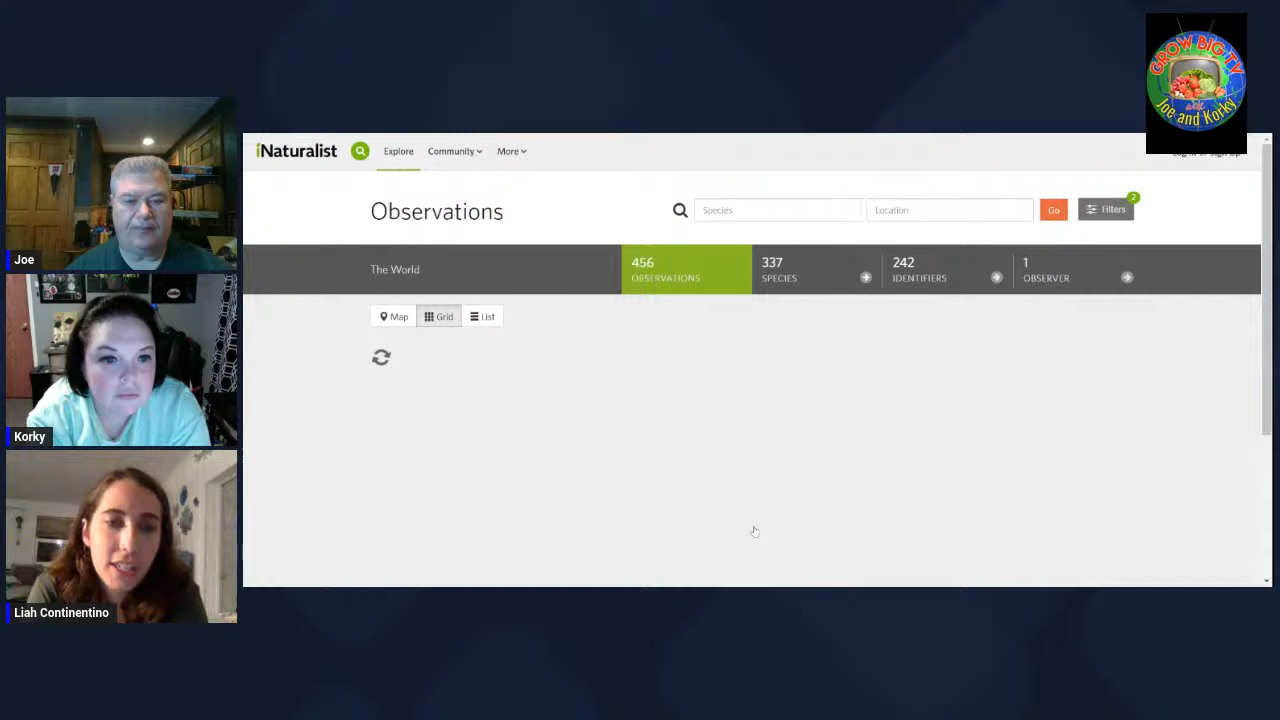 GROW BIG TV
with
Joe and Korky
iNaturalist
Explore
Community
More
Observations
Species
Location
Go
Filters
2
The World
456
OBSERVATIONS
337
SPECIES
242
IDENTIFIERS
1
OBSERVER
Map
Grid
List
Joe
Korky
Liah Continentino